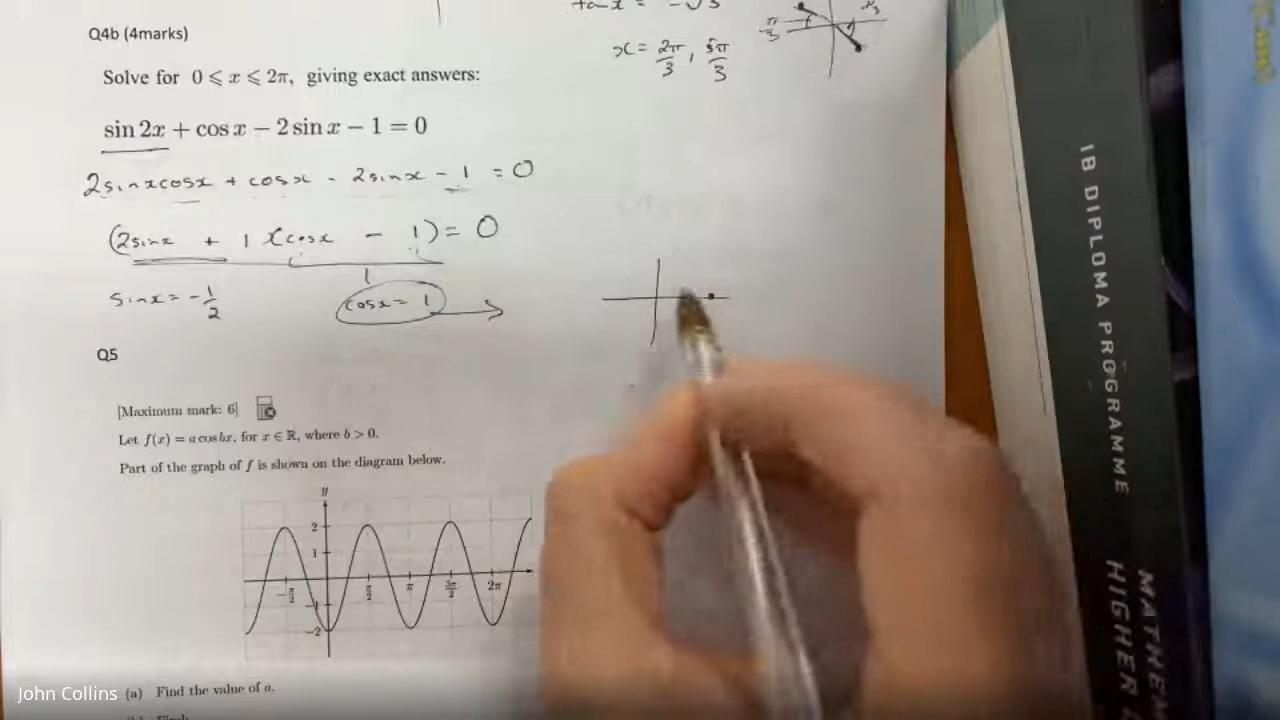 tan x = -√3
π/3
π/3
x = 2π/3, 5π/3
Q4b (4marks)
Solve for 0 ⩽ x ⩽ 2π, giving exact answers:
sin 2x + cos x − 2 sin x − 1 = 0
2sinxcosx + cosx - 2sinx - 1 = 0
(2sinx + 1)(cosx - 1) = 0
sinx = -1/2
cosx = 1
Q5
[Maximum mark: 6]
Let f(x) = a cos bx, for x ∈ ℝ, where b > 0.
Part of the graph of f is shown on the diagram below.
y
2
1
-π/2
π/2
π
3π/2
2π
-1
-2
(a) Find the value of a.
John Collins
IB DIPLOMA PROGRAMME
MATHEM
HIGHER